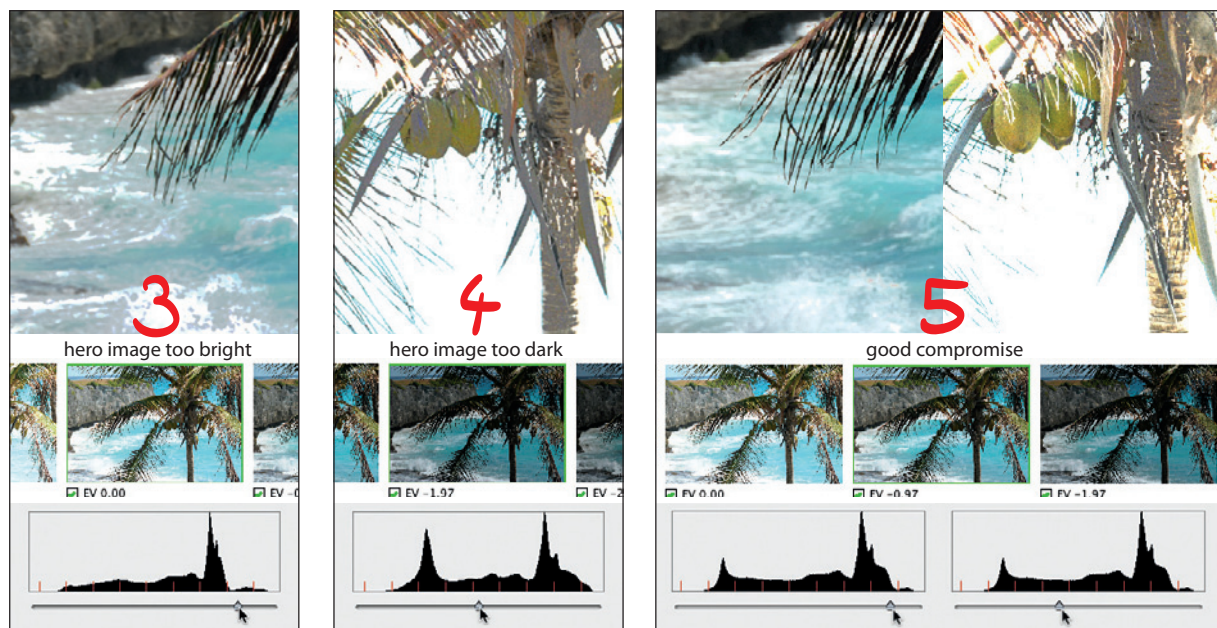 3
4
5
hero image too bright
hero image too dark
good compromise
EV 0.00
EV -1.97
EV 0.00
EV -0.97
EV -1.97